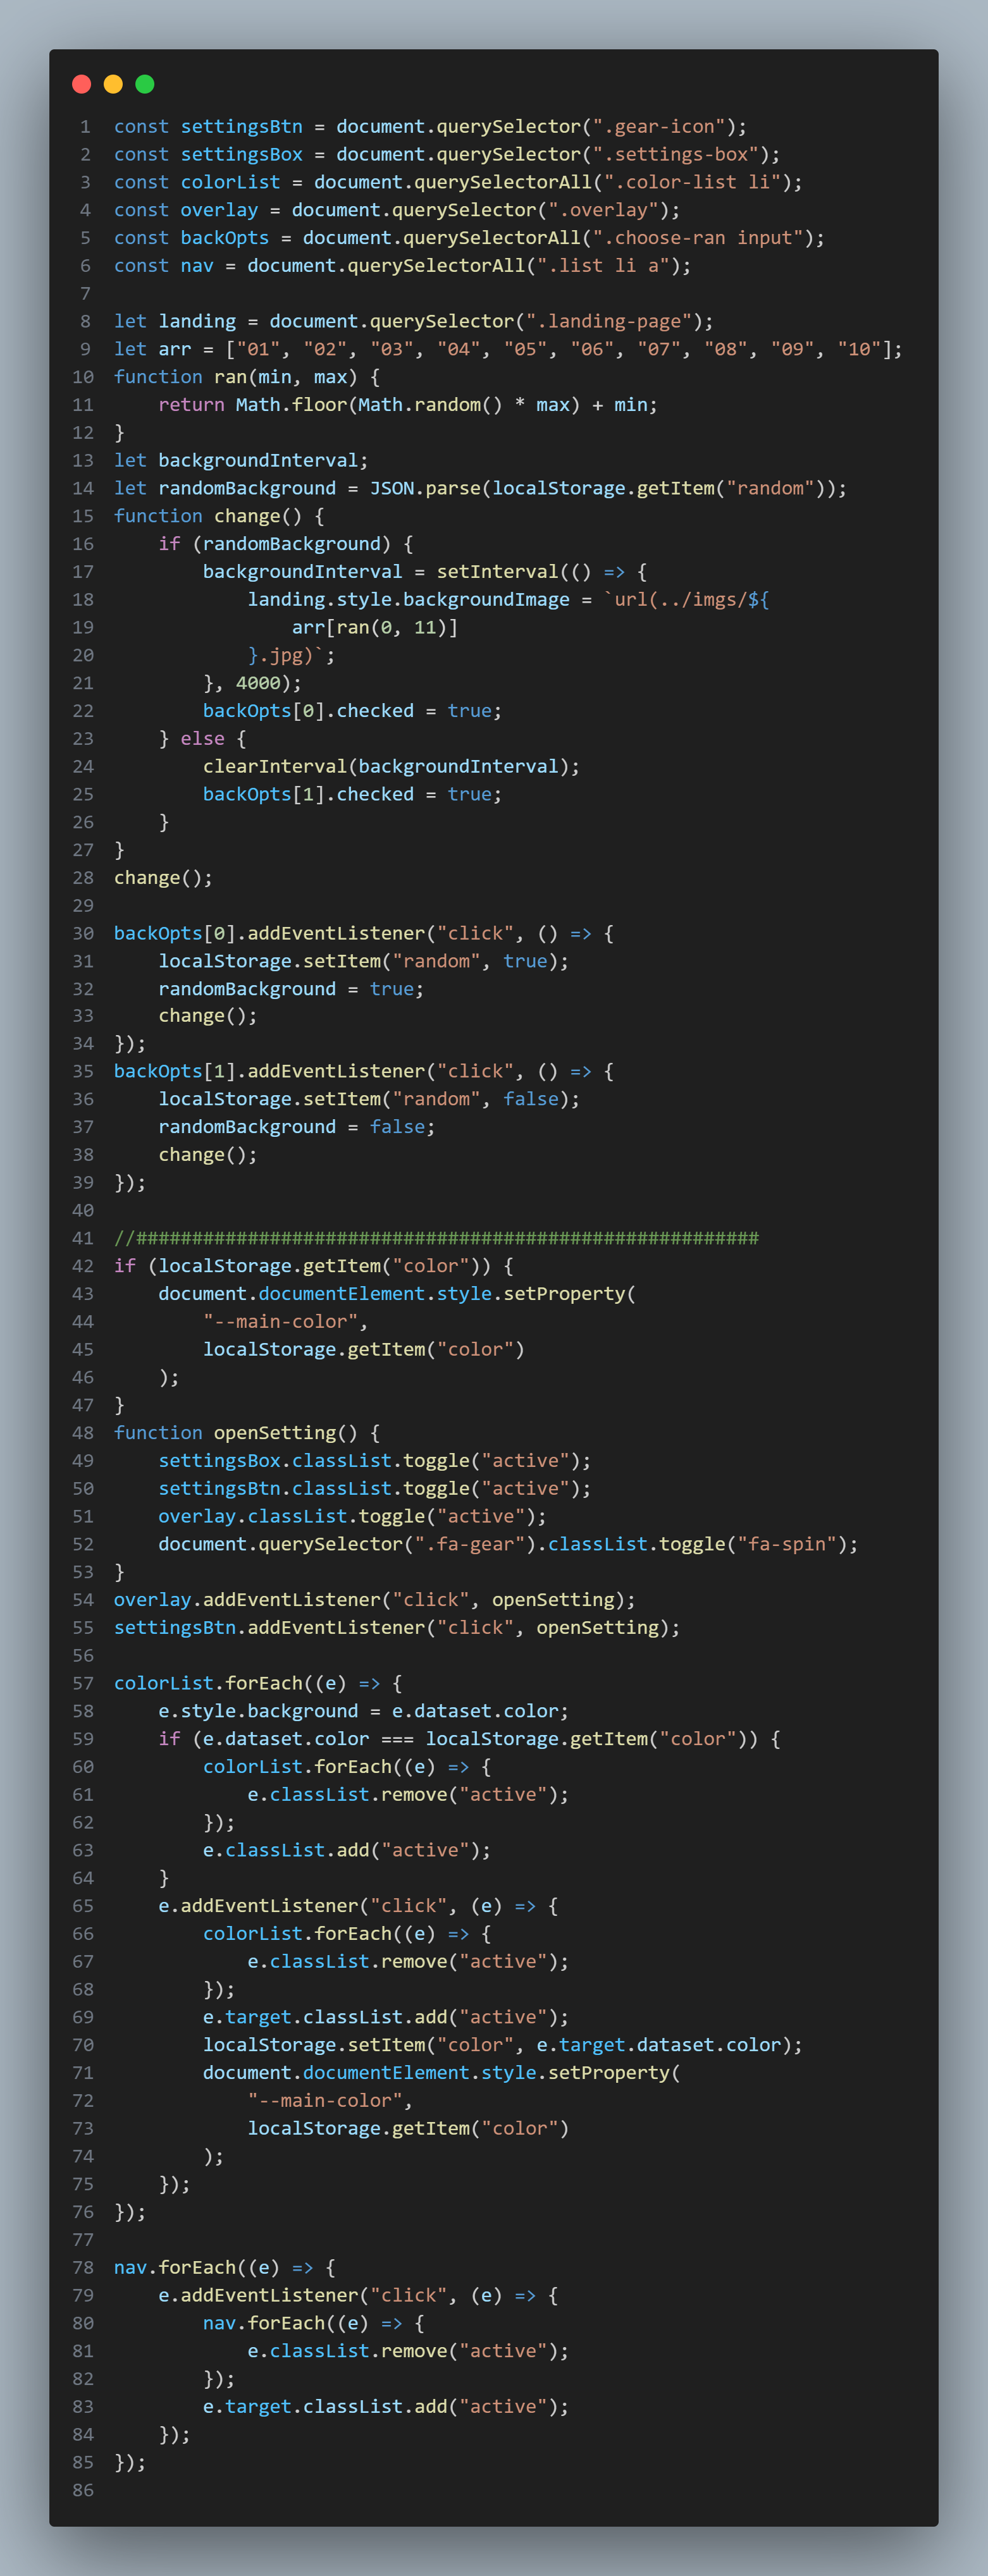 1 const settingsBtn = document.querySelector(".gear-icon");
2 const settingsBox = document.querySelector(".settings-box");
3 const colorList = document.querySelectorAll(".color-list li");
4 const overlay = document.querySelector(".overlay");
5 const backOpts = document.querySelectorAll(".choose-ran input");
6 const nav = document.querySelectorAll(".list li a");
7
8 let landing = document.querySelector(".landing-page");
9 let arr = ["01", "02", "03", "04", "05", "06", "07", "08", "09", "10"];
10 function ran(min, max) {
11     return Math.floor(Math.random() * max) + min;
12 }
13 let backgroundInterval;
14 let randomBackground = JSON.parse(localStorage.getItem("random"));
15 function change() {
16     if (randomBackground) {
17         backgroundInterval = setInterval(() => {
18             landing.style.backgroundImage = `url(../imgs/${
19                 arr[ran(0, 11)]
20             }.jpg)`;
21         }, 4000);
22         backOpts[0].checked = true;
23     } else {
24         clearInterval(backgroundInterval);
25         backOpts[1].checked = true;
26     }
27 }
28 change();
29
30 backOpts[0].addEventListener("click", () => {
31     localStorage.setItem("random", true);
32     randomBackground = true;
33     change();
34 });
35 backOpts[1].addEventListener("click", () => {
36     localStorage.setItem("random", false);
37     randomBackground = false;
38     change();
39 });
40
41 //########################################################
42 if (localStorage.getItem("color")) {
43     document.documentElement.style.setProperty(
44         "--main-color",
45         localStorage.getItem("color")
46     );
47 }
48 function openSetting() {
49     settingsBox.classList.toggle("active");
50     settingsBtn.classList.toggle("active");
51     overlay.classList.toggle("active");
52     document.querySelector(".fa-gear").classList.toggle("fa-spin");
53 }
54 overlay.addEventListener("click", openSetting);
55 settingsBtn.addEventListener("click", openSetting);
56
57 colorList.forEach((e) => {
58     e.style.background = e.dataset.color;
59     if (e.dataset.color === localStorage.getItem("color")) {
60         colorList.forEach((e) => {
61             e.classList.remove("active");
62         });
63         e.classList.add("active");
64     }
65     e.addEventListener("click", (e) => {
66         colorList.forEach((e) => {
67             e.classList.remove("active");
68         });
69         e.target.classList.add("active");
70         localStorage.setItem("color", e.target.dataset.color);
71         document.documentElement.style.setProperty(
72             "--main-color",
73             localStorage.getItem("color")
74         );
75     });
76 });
77
78 nav.forEach((e) => {
79     e.addEventListener("click", (e) => {
80         nav.forEach((e) => {
81             e.classList.remove("active");
82         });
83         e.target.classList.add("active");
84     });
85 });
86